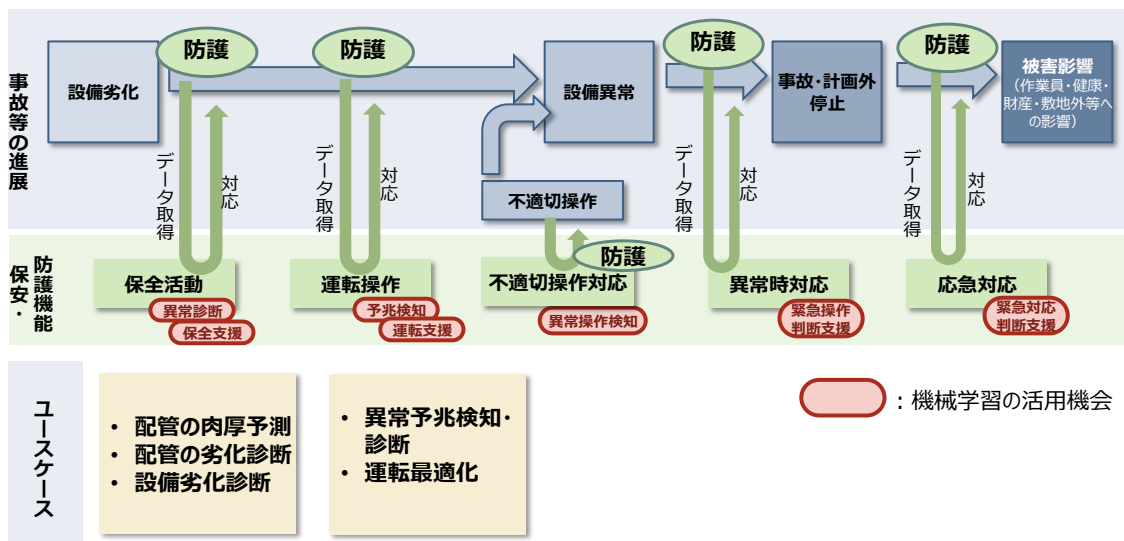 事故等の進展
設備劣化
防護
防護
設備異常
防護
事故・計画外
停止
防護
被害影響
（作業員・健康・
財産・敷地外等へ
の影響）
データ取得
対応
データ取得
対応
不適切操作
データ取得
対応
データ取得
対応
保安・
防護機能
保全活動
異常診断
保全支援
運転操作
予兆検知
運転支援
防護
不適切操作対応
異常操作検知
異常時対応
緊急操作
判断支援
応急対応
緊急対応
判断支援
ユースケース
• 配管の肉厚予測
• 配管の劣化診断
• 設備劣化診断
• 異常予兆検知・
診断
• 運転最適化
：機械学習の活用機会